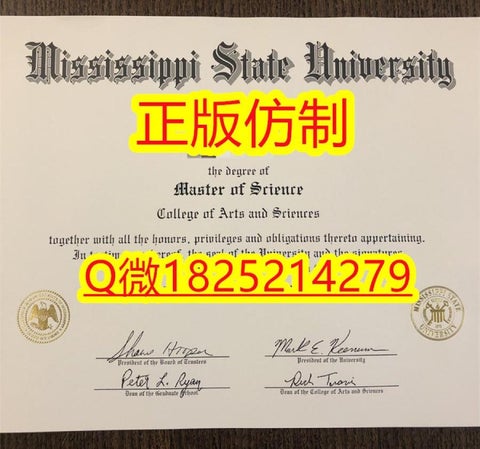 Mississippi State University
正版仿制
the degree of
Master of Science
College of Arts and Sciences
together with all the honors, privileges and obligations thereto appertaining.
Q微1825214279
President of the Board of Trustees
President of the University
Dean of the Graduate School
Dean of the College of Arts and Sciences